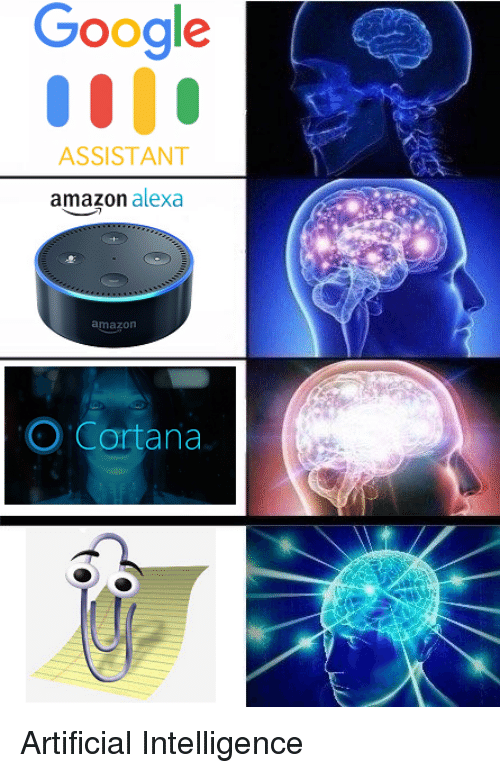 Google
ASSISTANT
amazon alexa
amazon
Cortana
Artificial Intelligence